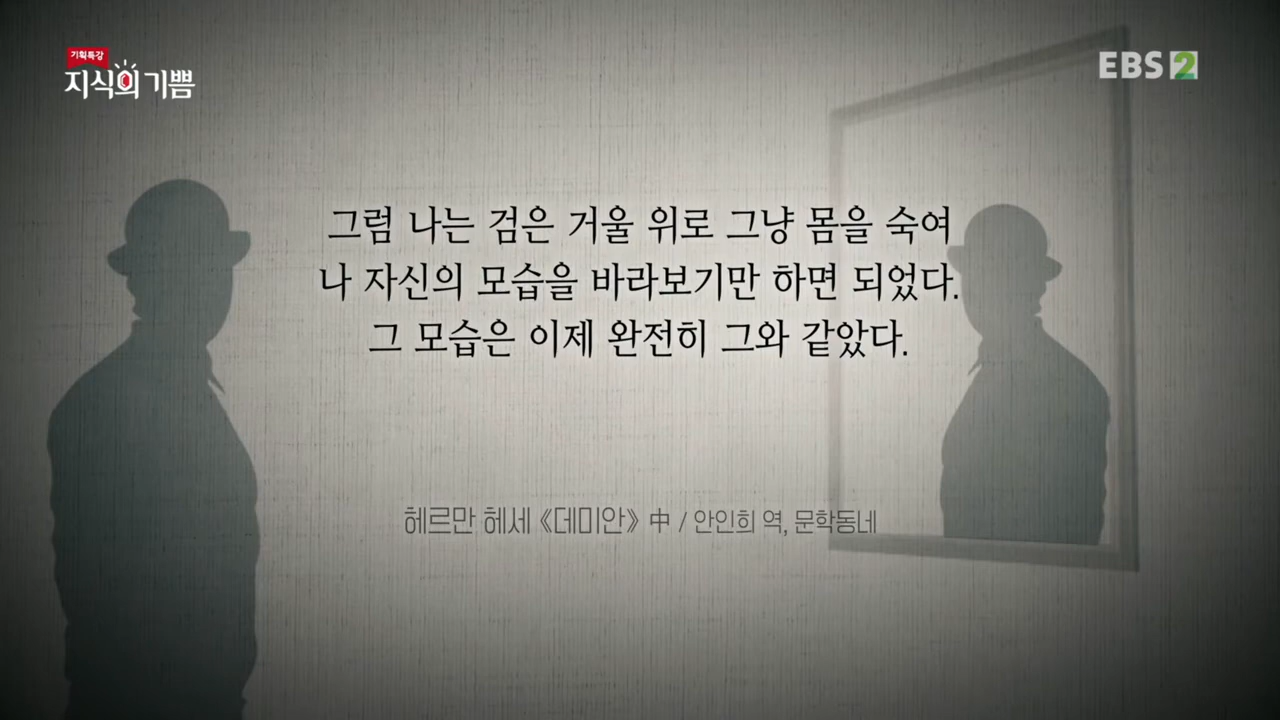 기획특강
지식의 기쁨
EBS2
그럼 나는 검은 거울 위로 그냥 몸을 숙여
나 자신의 모습을 바라보기만 하면 되었다.
그 모습은 이제 완전히 그와 같았다.
헤르만 헤세 《데미안》 中 / 안인희 역, 문학동네